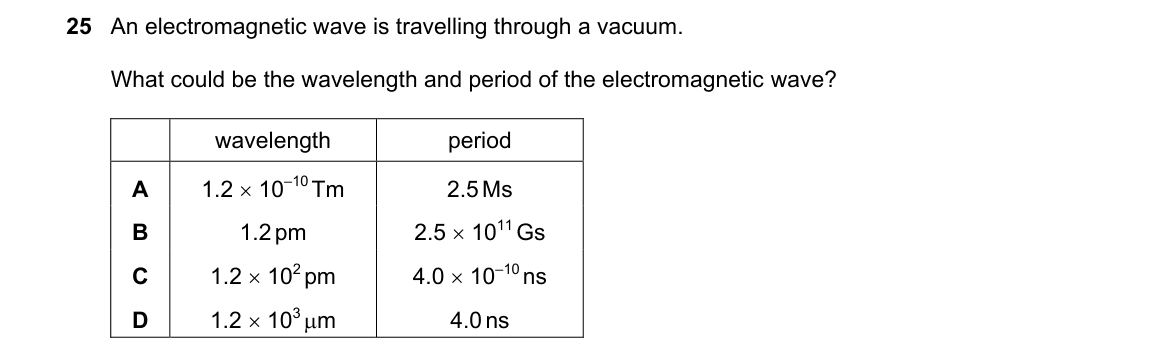 25 An electromagnetic wave is travelling through a vacuum.
What could be the wavelength and period of the electromagnetic wave?
wavelength period
A 1.2 × 10⁻¹⁰ Tm 2.5 Ms
B 1.2 pm 2.5 × 10¹¹ Gs
C 1.2 × 10² pm 4.0 × 10⁻¹⁰ ns
D 1.2 × 10³ μm 4.0 ns